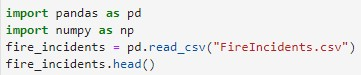 import pandas as pd
import numpy as np
fire_incidents = pd.read_csv("FireIncidents.csv")
fire_incidents.head()